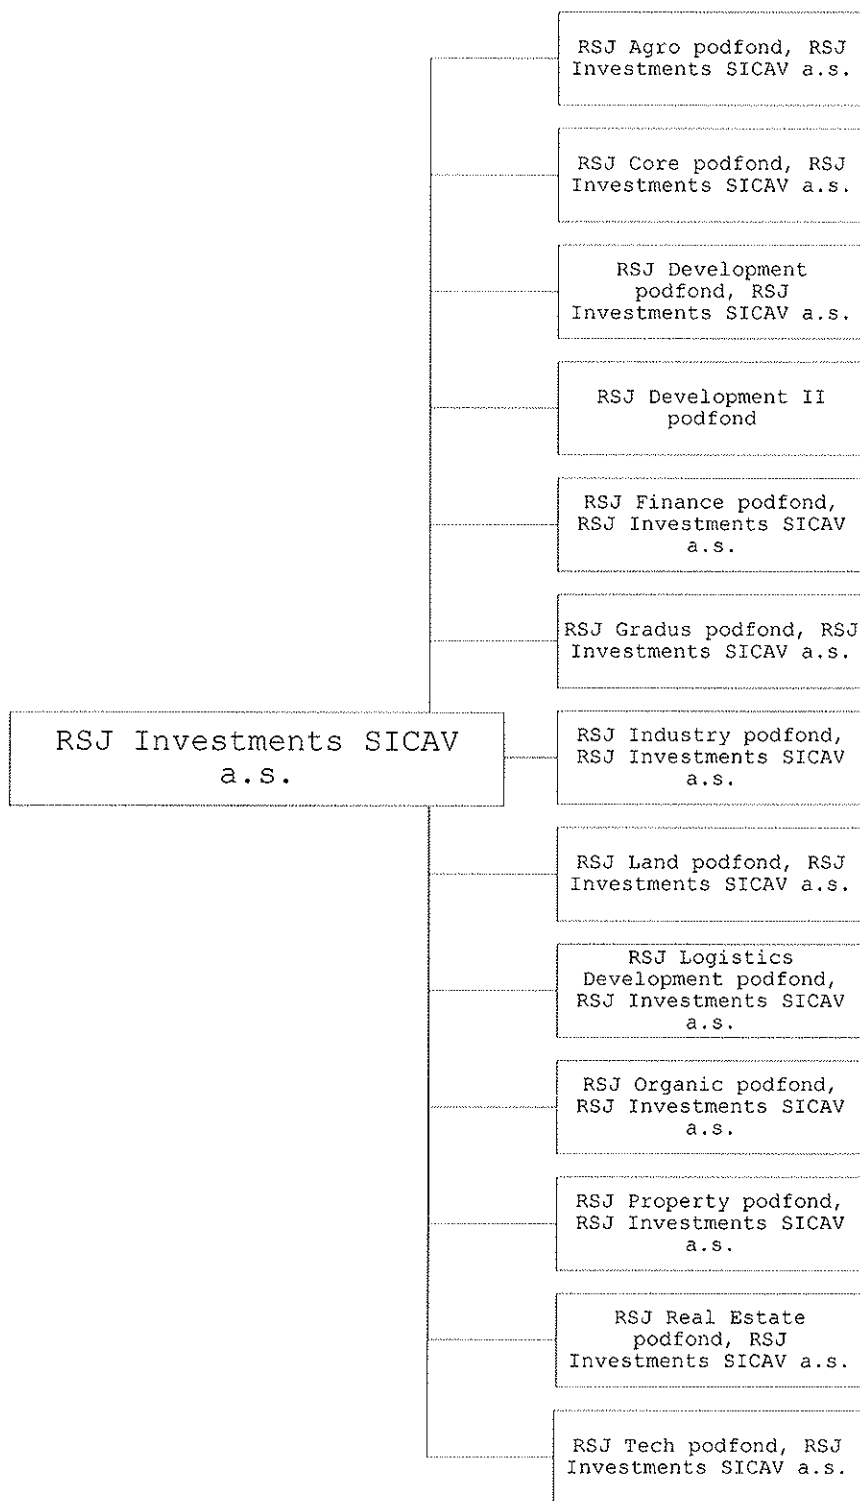 RSJ Agro podfond, RSJ
Investments SICAV a.s.
RSJ Core podfond, RSJ
Investments SICAV a.s.
RSJ Development
podfond, RSJ
Investments SICAV a.s.
RSJ Development II
podfond
RSJ Finance podfond,
RSJ Investments SICAV
a.s.
RSJ Gradus podfond, RSJ
Investments SICAV a.s.
RSJ Investments SICAV
a.s.
RSJ Industry podfond,
RSJ Investments SICAV
a.s.
RSJ Land podfond, RSJ
Investments SICAV a.s.
RSJ Logistics
Development podfond,
RSJ Investments SICAV
a.s.
RSJ Organic podfond,
RSJ Investments SICAV
a.s.
RSJ Property podfond,
RSJ Investments SICAV
a.s.
RSJ Real Estate
podfond, RSJ
Investments SICAV a.s.
RSJ Tech podfond, RSJ
Investments SICAV a.s.